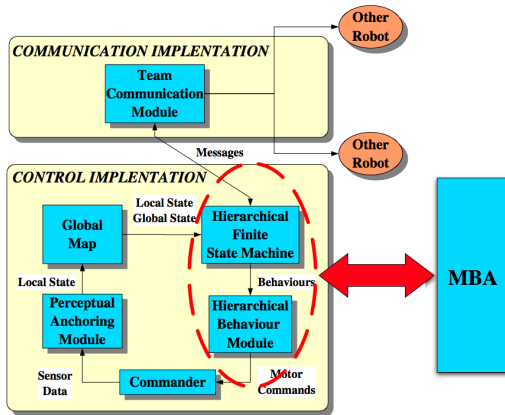 Other
Robot
COMMUNICATION IMPLENTATION
Team
Communication
Module
Other
Robot
Messages
CONTROL IMPLENTATION
Local State
Global State
Global
Map
Hierarchical
Finite
State Machine
MBA
Local State
Behaviours
Perceptual
Anchoring
Module
Hierarchical
Behaviour
Module
Sensor
Data
Commander
Motor
Commands